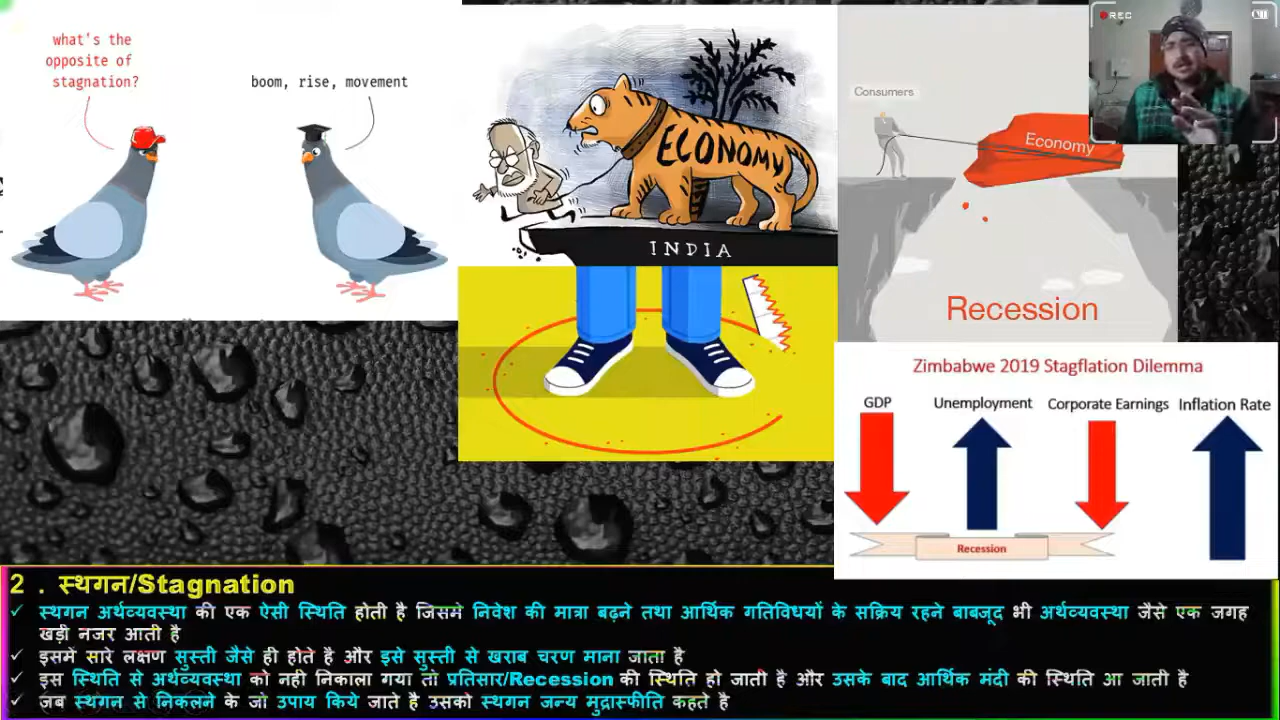 what's the
opposite of
stagnation?
boom, rise, movement
ECONOMY
INDIA
Consumers
Economy
Recession
REC
Zimbabwe 2019 Stagflation Dilemma
GDP
Unemployment
Corporate Earnings
Inflation Rate
Recession
2 . स्थगन/Stagnation
✓ स्थगन अर्थव्यवस्था की एक ऐसी स्थिति होती है जिसमे निवेश की मात्रा बढ़ने तथा आर्थिक गतिविधयों के सक्रिय रहने बाबजूद भी अर्थव्यवस्था जैसे एक जगह
खड़ी नजर आती है
✓ इसमें सारे लक्षण सुस्ती जैसे ही होते है और इसे सुस्ती से खराब चरण माना जाता है
✓ इस स्थिति से अर्थव्यवस्था को नही निकाला गया तो प्रतिसार/Recession की स्थिति हो जाती है और उसके बाद आर्थिक मंदी की स्थिति आ जाती है
✓ जब स्थगन से निकलने के जो उपाय किये जाते है उसको स्थगन जन्य मुद्रास्फीति कहते है